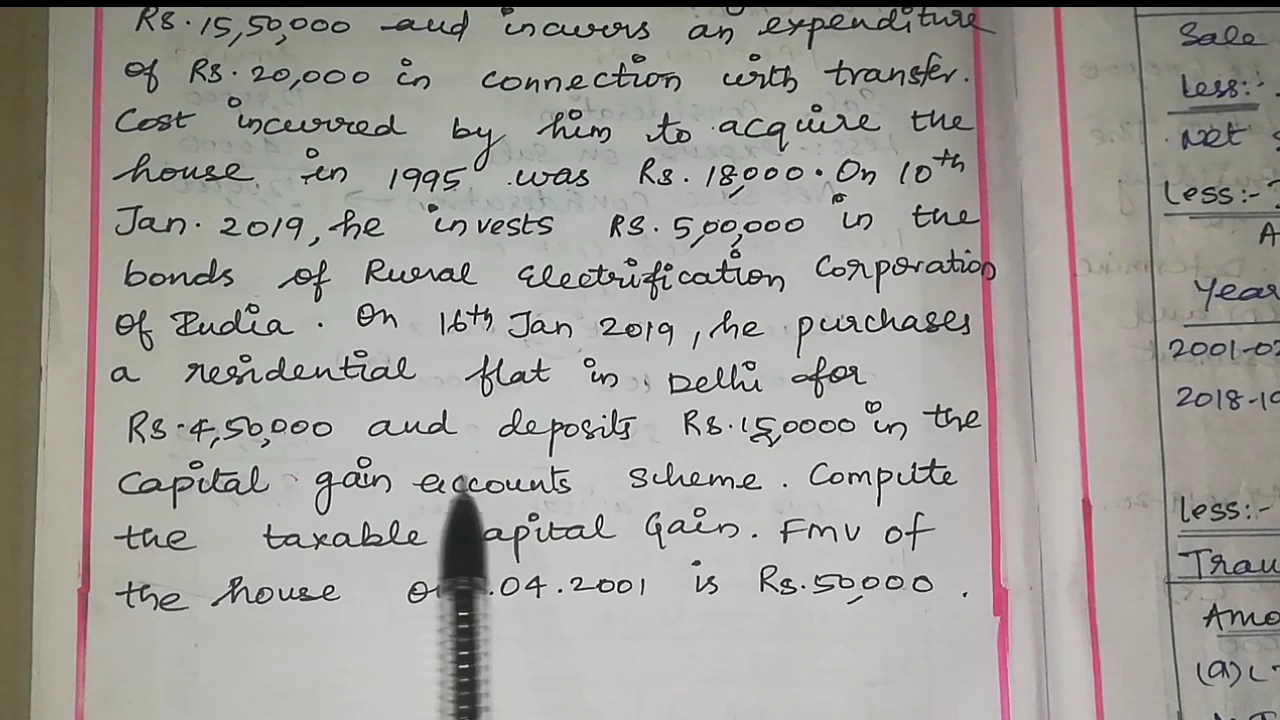 Rs. 15,50,000 and incurrs an expenditure
of Rs. 20,000 in connection with transfer.
Cost incurred by him to acquire the
house in 1995 was Rs. 18,000. On 10th
Jan. 2019, he invests RS. 5,00,000 in the
bonds of Rural Electrification Corporation
Of India. On 16th Jan 2019, he purchases
a residential flat in Delhi for
RS. 4,50,000 and deposits Rs. 15,0000 in the
Capital gain accounts scheme. Compute
the taxable apital Gain. FMV of
the house .04.2001 is Rs. 50,000.
Sale
Less:-
Net
Less:-
A
Year
2001-02
2018-19
Less:-
Tran
Amo
(a)